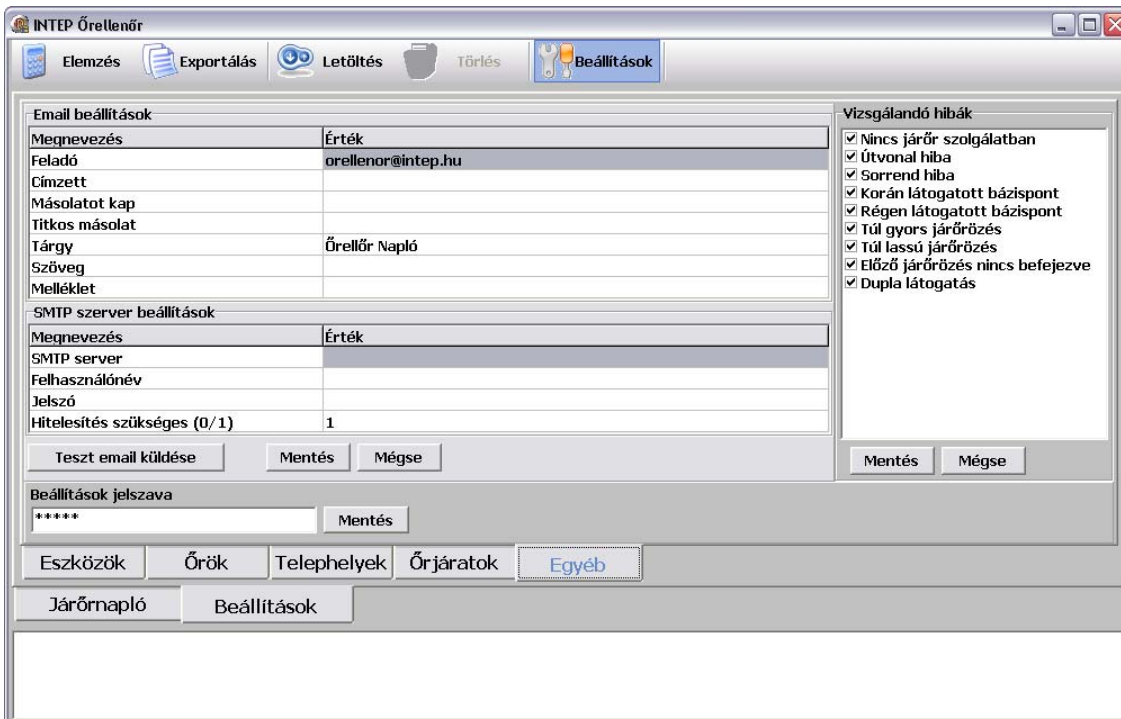 INTEP Őrellenőr
Elemzés Exportálás Letöltés Törlés Beállítások
Email beállítások
Megnevezés Érték
Feladó orellenor@intep.hu
Címzett
Másolatot kap
Titkos másolat
Tárgy Őrellőr Napló
Szöveg
Melléklet
SMTP szerver beállítások
Megnevezés Érték
SMTP server
Felhasználónév
Jelszó
Hitelesítés szükséges (0/1) 1
Teszt email küldése Mentés Mégse
Vizsgálandó hibák
Nincs járőr szolgálatban
Útvonal hiba
Sorrend hiba
Korán látogatott bázispont
Régen látogatott bázispont
Túl gyors járőrözés
Túl lassú járőrözés
Előző járőrözés nincs befejezve
Dupla látogatás
Mentés Mégse
Beállítások jelszava
***** Mentés
Eszközök Őrök Telephelyek Őrjáratok Egyéb
Járőrnapló Beállítások